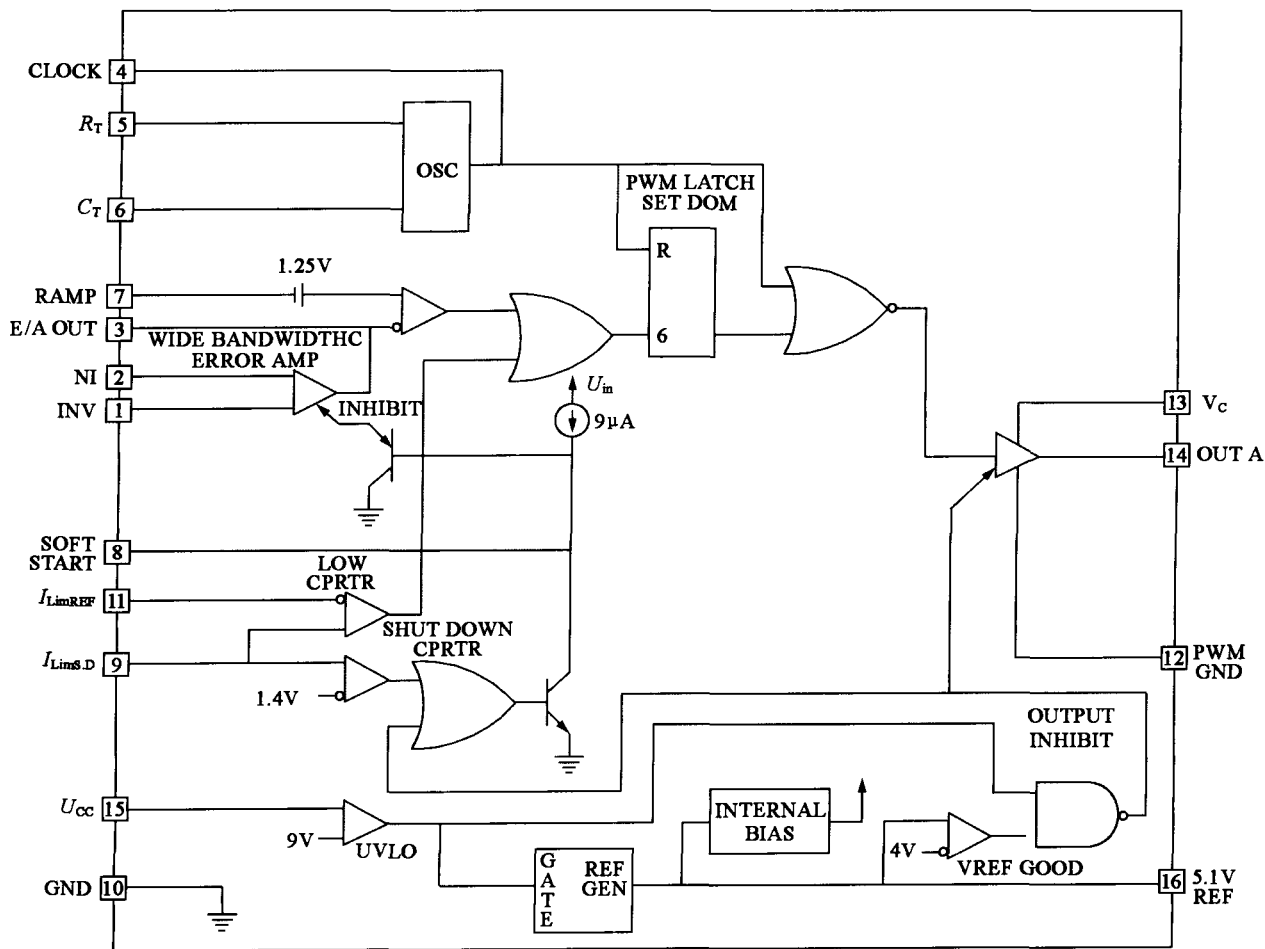 CLOCK 4
R_T 5
OSC
C_T 6
PWM LATCH
SET DOM
R
6
1.25V
RAMP 7
E/A OUT 3
WIDE BANDWIDTHC
ERROR AMP
NI 2
INV 1
INHIBIT
U_in
9μA
13 V_C
14 OUT A
SOFT
START 8
LOW
CPRTR
I_LimREF 11
SHUT DOWN
CPRTR
I_LimS.D 9
1.4V
12 PWM
GND
OUTPUT
INHIBIT
U_CC 15
9V
UVLO
INTERNAL
BIAS
4V
VREF GOOD
GATE
REF
GEN
16 5.1V
REF
GND 10